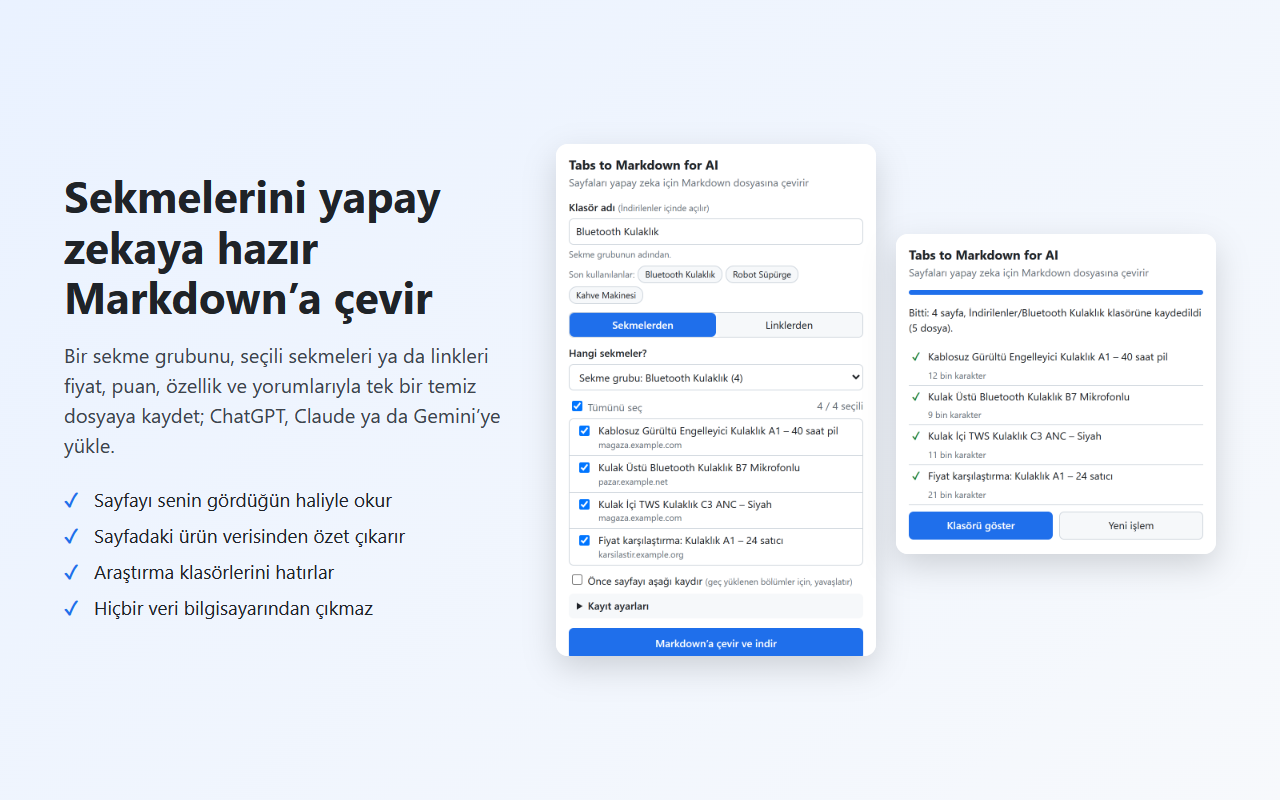 Sekmelerini yapay
zekaya hazır
Markdown’a çevir
Bir sekme grubunu, seçili sekmeleri ya da linkleri
fiyat, puan, özellik ve yorumlarıyla tek bir temiz
dosyaya kaydet; ChatGPT, Claude ya da Gemini’ye
yükle.
✓ Sayfayı senin gördüğün haliyle okur
✓ Sayfadaki ürün verisinden özet çıkarır
✓ Araştırma klasörlerini hatırlar
✓ Hiçbir veri bilgisayarından çıkmaz
Tabs to Markdown for AI
Sayfaları yapay zeka için Markdown dosyasına çevirir
Klasör adı (İndirilenler içinde açılır)
Bluetooth Kulaklık
Sekme grubunun adından.
Son kullanılanlar: Bluetooth Kulaklık Robot Süpürge
Kahve Makinesi
Sekmelerden Linklerden
Hangi sekmeler?
Sekme grubu: Bluetooth Kulaklık (4)
Tümünü seç 4 / 4 seçili
Kablosuz Gürültü Engelleyici Kulaklık A1 – 40 saat pil
magaza.example.com
Kulak Üstü Bluetooth Kulaklık B7 Mikrofonlu
pazar.example.net
Kulak İçi TWS Kulaklık C3 ANC – Siyah
magaza.example.com
Fiyat karşılaştırma: Kulaklık A1 – 24 satıcı
karsilastir.example.org
Önce sayfayı aşağı kaydır (geç yüklenen bölümler için, yavaşlatır)
▶ Kayıt ayarları
Markdown’a çevir ve indir
Tabs to Markdown for AI
Sayfaları yapay zeka için Markdown dosyasına çevirir
Bitti: 4 sayfa, İndirilenler/Bluetooth Kulaklık klasörüne kaydedildi
(5 dosya).
✓ Kablosuz Gürültü Engelleyici Kulaklık A1 – 40 saat pil
12 bin karakter
✓ Kulak Üstü Bluetooth Kulaklık B7 Mikrofonlu
9 bin karakter
✓ Kulak İçi TWS Kulaklık C3 ANC – Siyah
11 bin karakter
✓ Fiyat karşılaştırma: Kulaklık A1 – 24 satıcı
21 bin karakter
Klasörü göster Yeni işlem